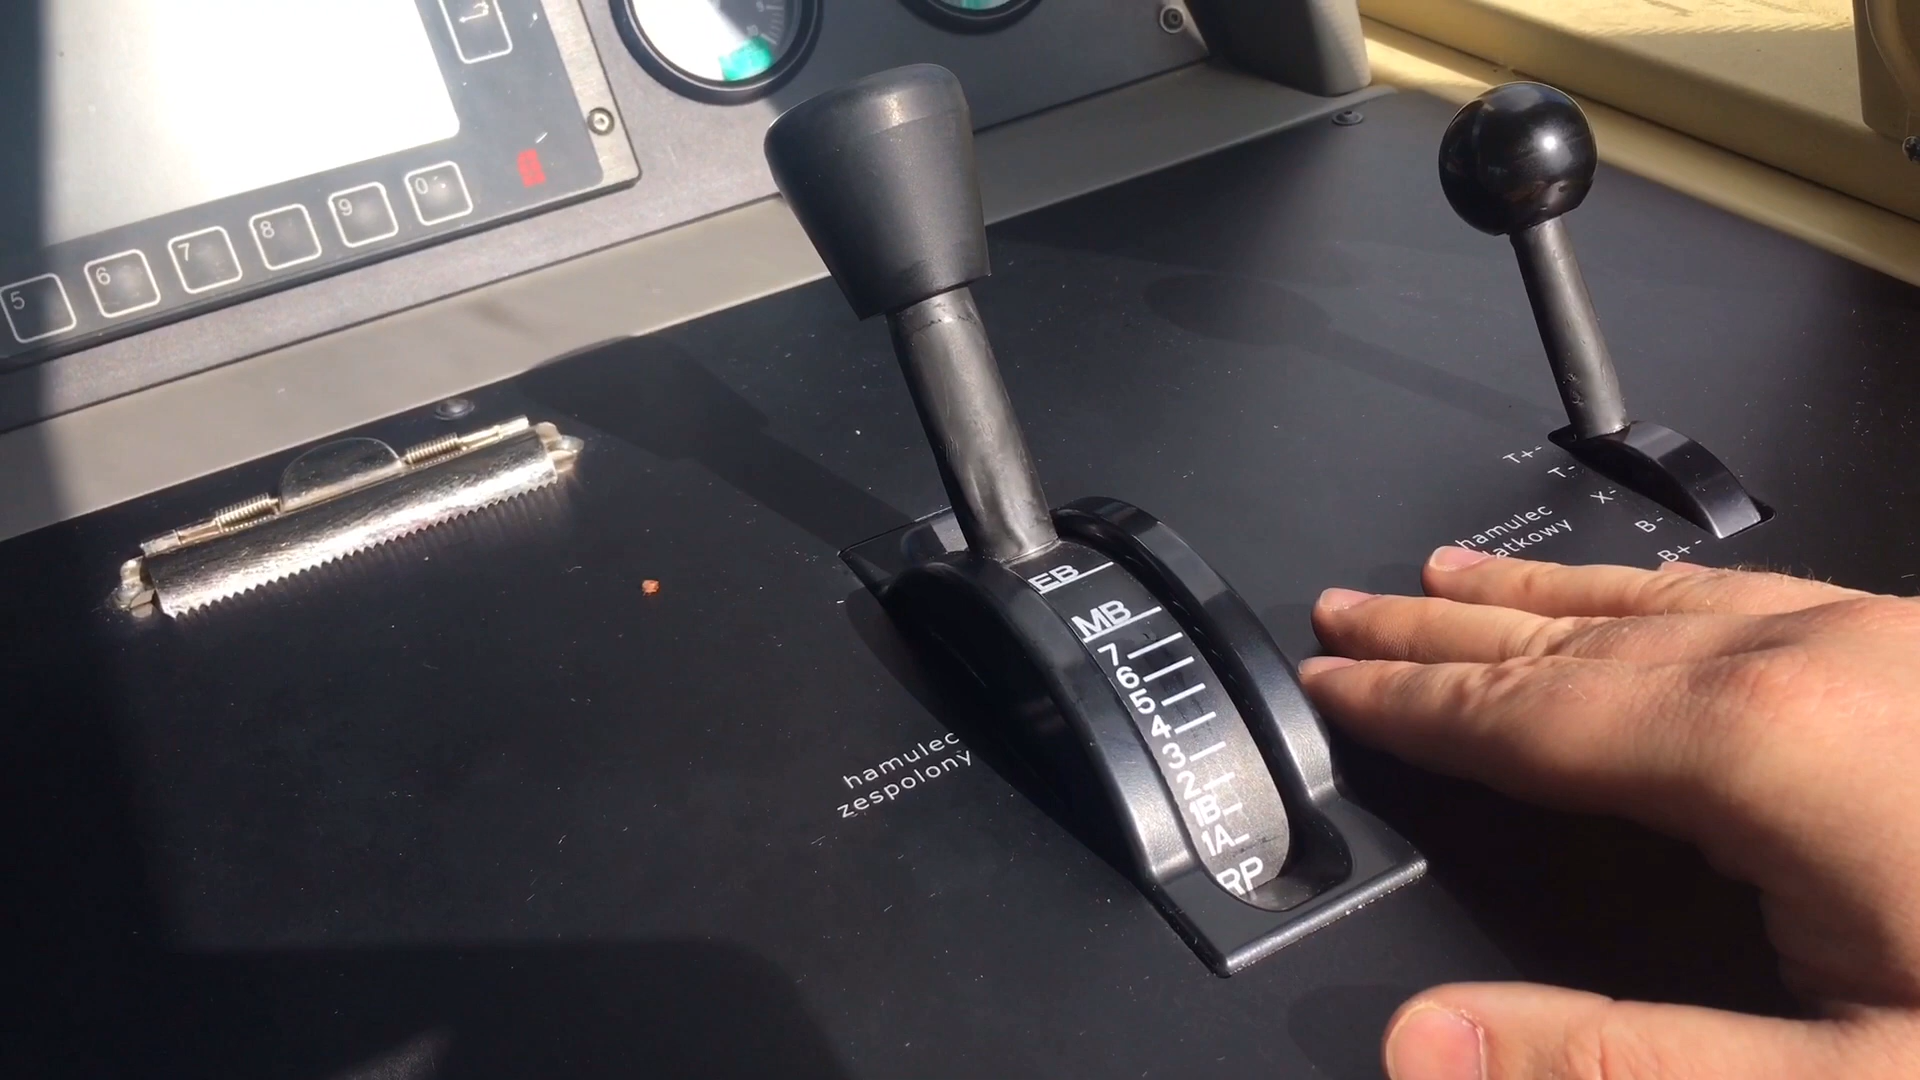 5
6
7
8
9
0
T+-
T-
X-
B-
B+-
hamulec
EB
MB
7
6
5
4
3
2
1B
1A
RP
hamulec
zespolony